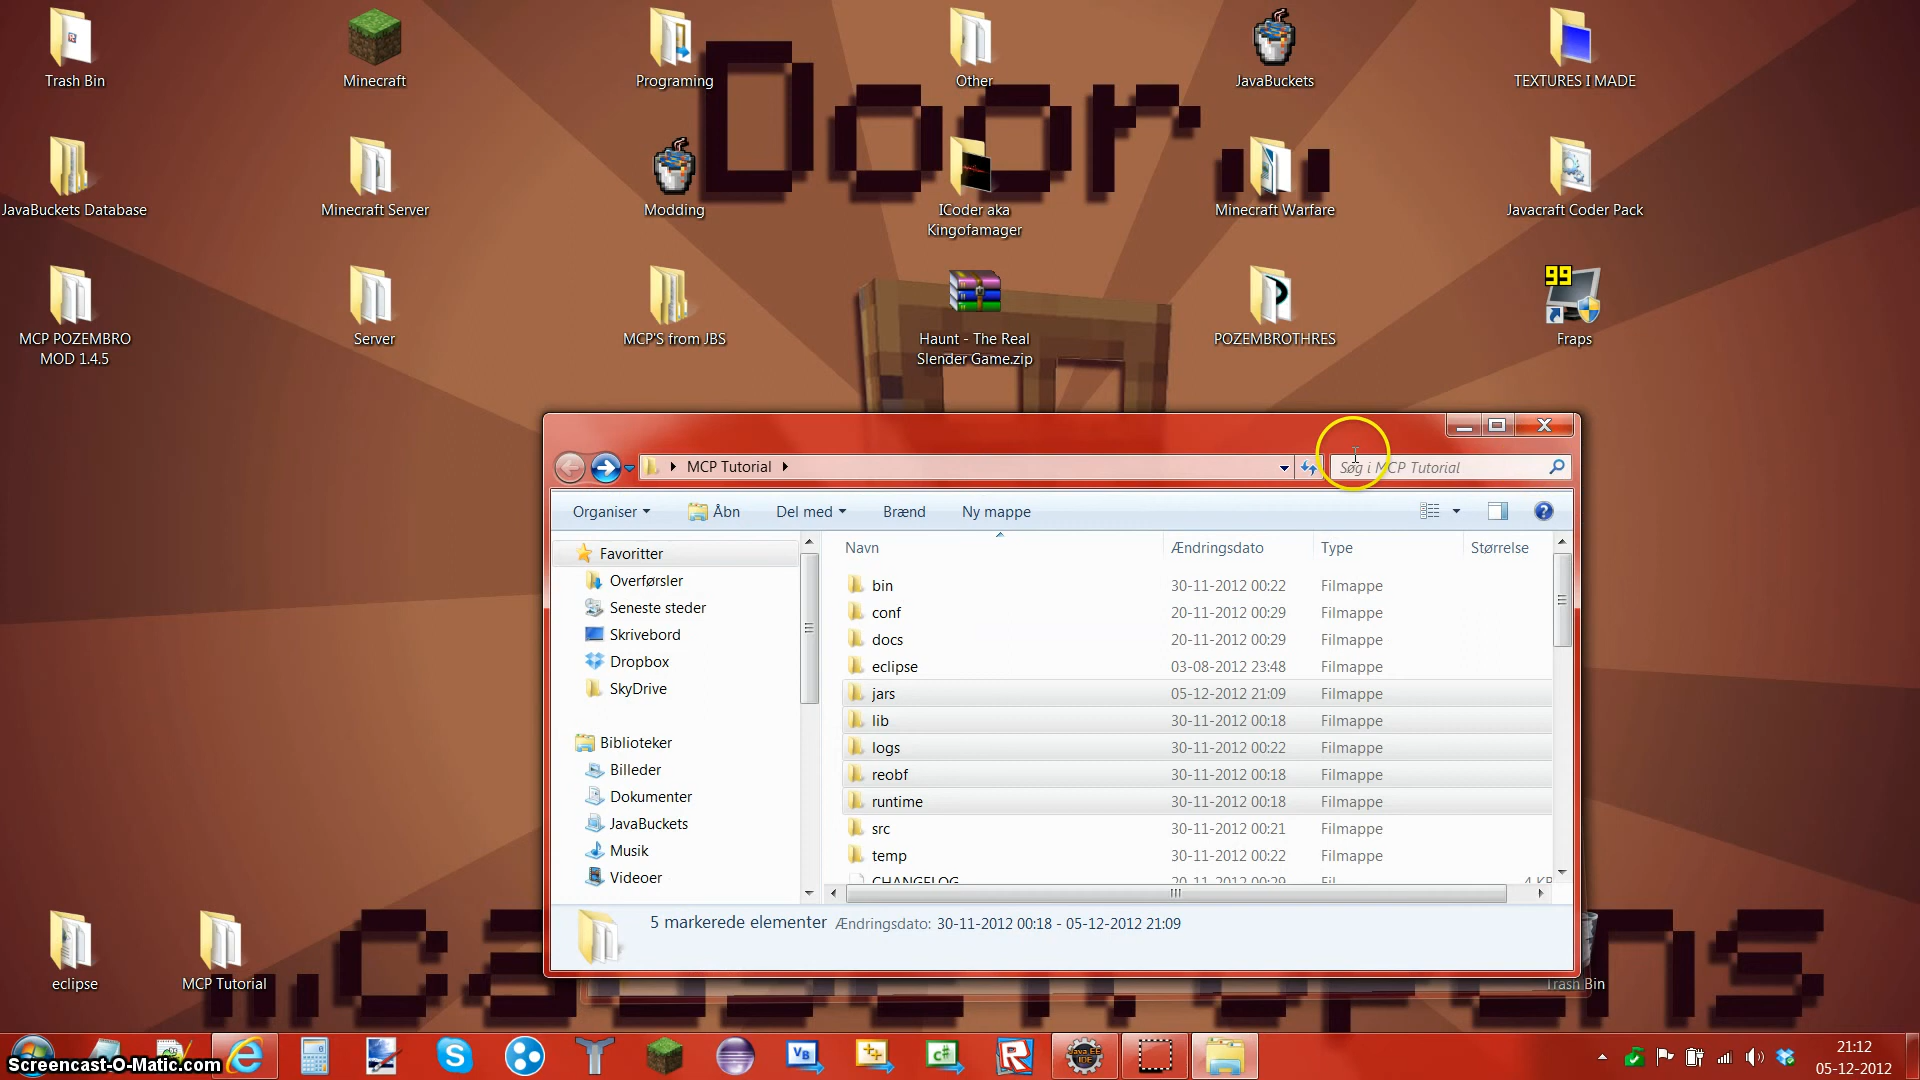 Door...
Trash Bin
Minecraft
Programing
Other
JavaBuckets
TEXTURES I MADE
JavaBuckets Database
Minecraft Server
Modding
ICoder aka
Kingofamager
Minecraft Warfare
Javacraft Coder Pack
MCP POZEMBRO
MOD 1.4.5
Server
MCP'S from JBS
Haunt - The Real
Slender Game.zip
POZEMBROTHRES
99
Fraps
MCP Tutorial
Søg i MCP Tutorial
Organiser
Åbn
Del med
Brænd
Ny mappe
Favoritter
Overførsler
Seneste steder
Skrivebord
Dropbox
SkyDrive
Biblioteker
Billeder
Dokumenter
JavaBuckets
Musik
Videoer
Navn Ændringsdato Type Størrelse
bin 30-11-2012 00:22 Filmappe
conf 20-11-2012 00:29 Filmappe
docs 20-11-2012 00:29 Filmappe
eclipse 03-08-2012 23:48 Filmappe
jars 05-12-2012 21:09 Filmappe
lib 30-11-2012 00:18 Filmappe
logs 30-11-2012 00:22 Filmappe
reobf 30-11-2012 00:18 Filmappe
runtime 30-11-2012 00:18 Filmappe
src 30-11-2012 00:21 Filmappe
temp 30-11-2012 00:22 Filmappe
CHANGELOG 20-11-2012 00:29 Fil 4 KB
5 markerede elementer Ændringsdato: 30-11-2012 00:18 - 05-12-2012 21:09
eclipse
MCP Tutorial
Trash Bin
Screencast-O-Matic.com
VB
C#
Java EE
IDE
21:12
05-12-2012